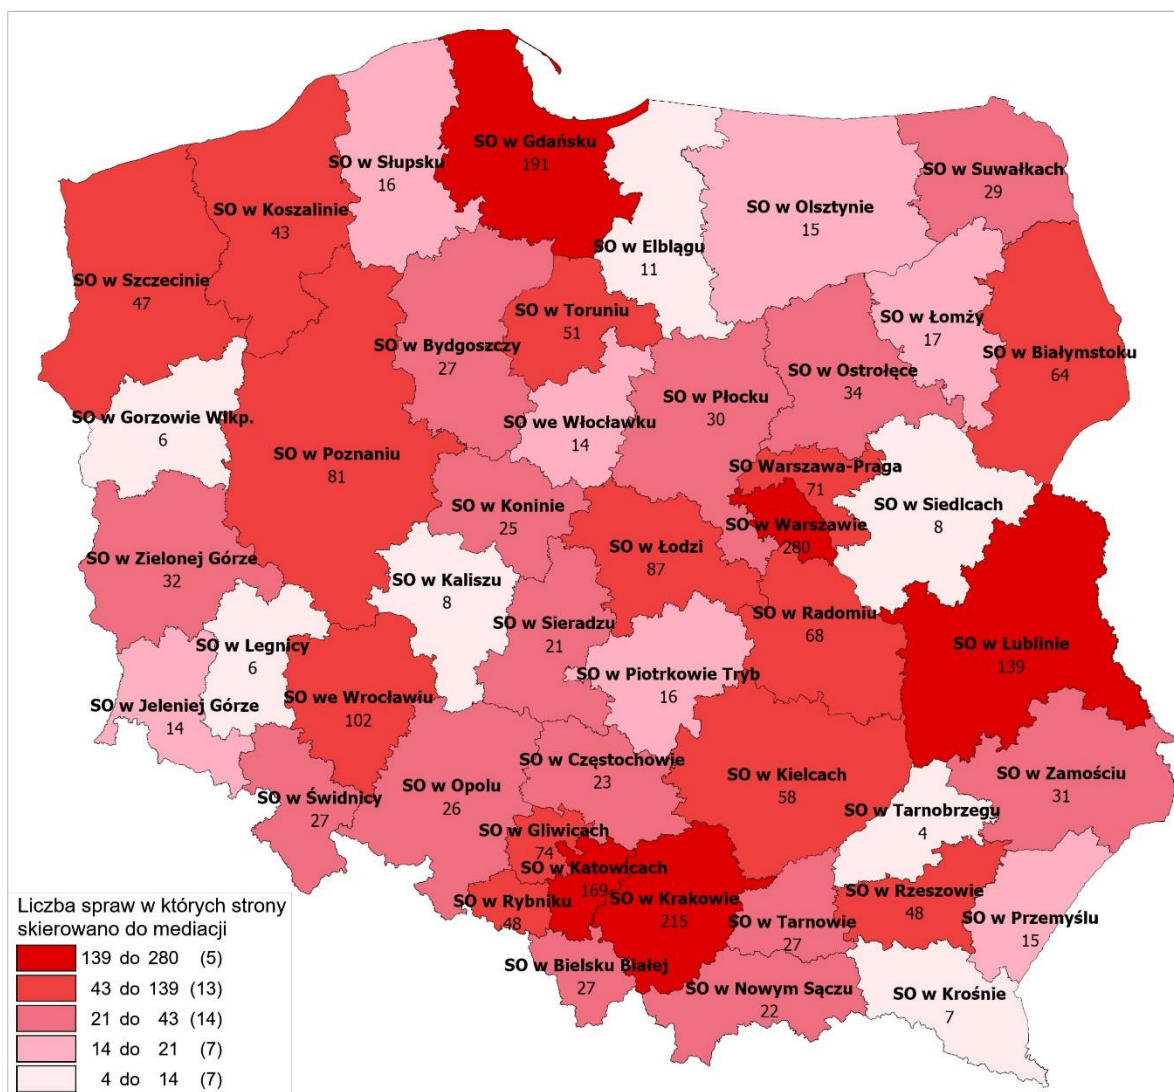 SO w Gdańsku
191
SO w Słupsku
16
SO w Suwałkach
29
SO w Koszalinie
43
SO w Olsztynie
15
SO w Elblągu
11
SO w Szczecinie
47
SO w Toruniu
51
SO w Łomży
17
SO w Bydgoszczy
27
SO w Białymstoku
64
SO w Ostrołęce
34
SO w Płocku
30
SO w Gorzowie Wlkp.
6
SO we Włocławku
14
SO w Poznaniu
81
SO Warszawa-Praga
71
SO w Koninie
25
SO w Siedlcach
8
SO w Warszawie
280
SO w Zielonej Górze
32
SO w Łodzi
87
SO w Kaliszu
8
SO w Radomiu
68
SO w Sieradzu
21
SO w Legnicy
6
SO w Lublinie
139
SO w Piotrkowie Tryb
16
SO we Wrocławiu
102
SO w Jeleniej Górze
14
SO w Częstochowie
23
SO w Kielcach
58
SO w Zamościu
31
SO w Opolu
26
SO w Świdnicy
27
SO w Tarnobrzegu
4
SO w Gliwicach
74
SO w Katowicach
169
SO w Rybniku
48
SO w Krakowie
215
SO w Rzeszowie
48
SO w Tarnowie
27
SO w Przemyślu
15
SO w Bielsku Białej
27
SO w Nowym Sączu
22
SO w Krośnie
7
Liczba spraw w których strony
skierowano do mediacji
139 do 280 (5)
43 do 139 (13)
21 do 43 (14)
14 do 21 (7)
4 do 14 (7)